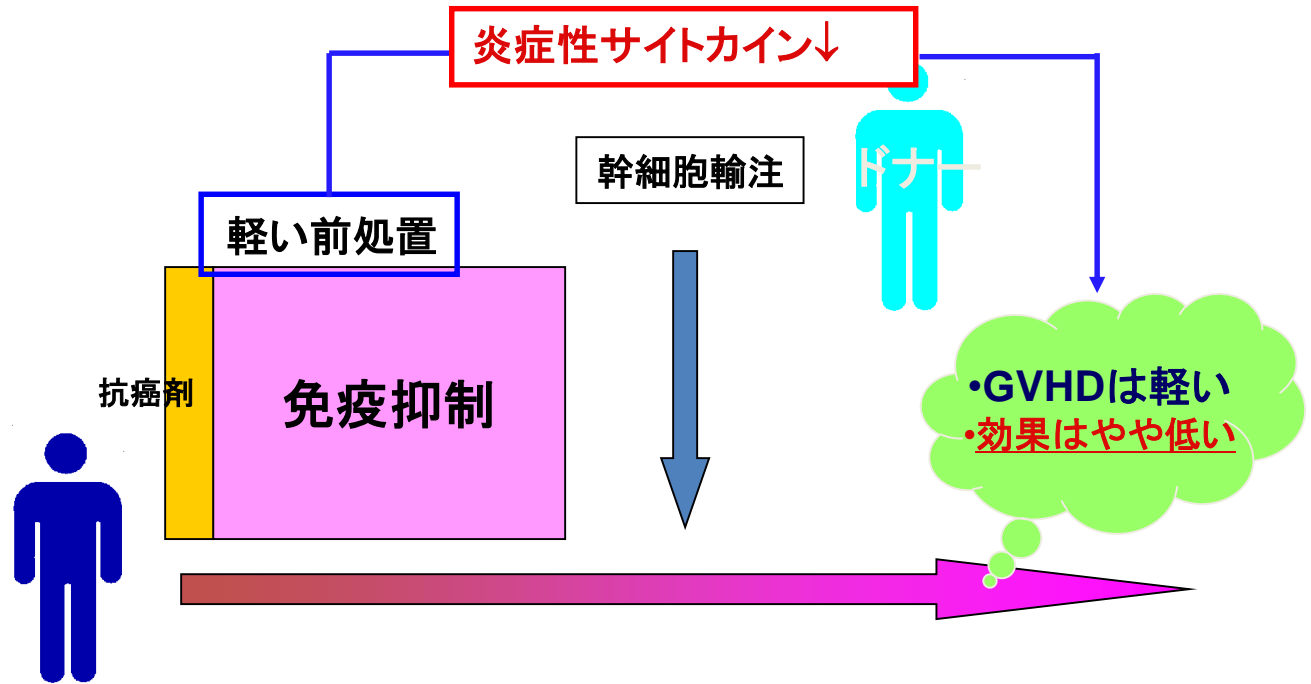 炎症性サイトカイン↓
幹細胞輸注
ドナー
軽い前処置
抗癌剤
免疫抑制
•GVHDは軽い
•効果はやや低い